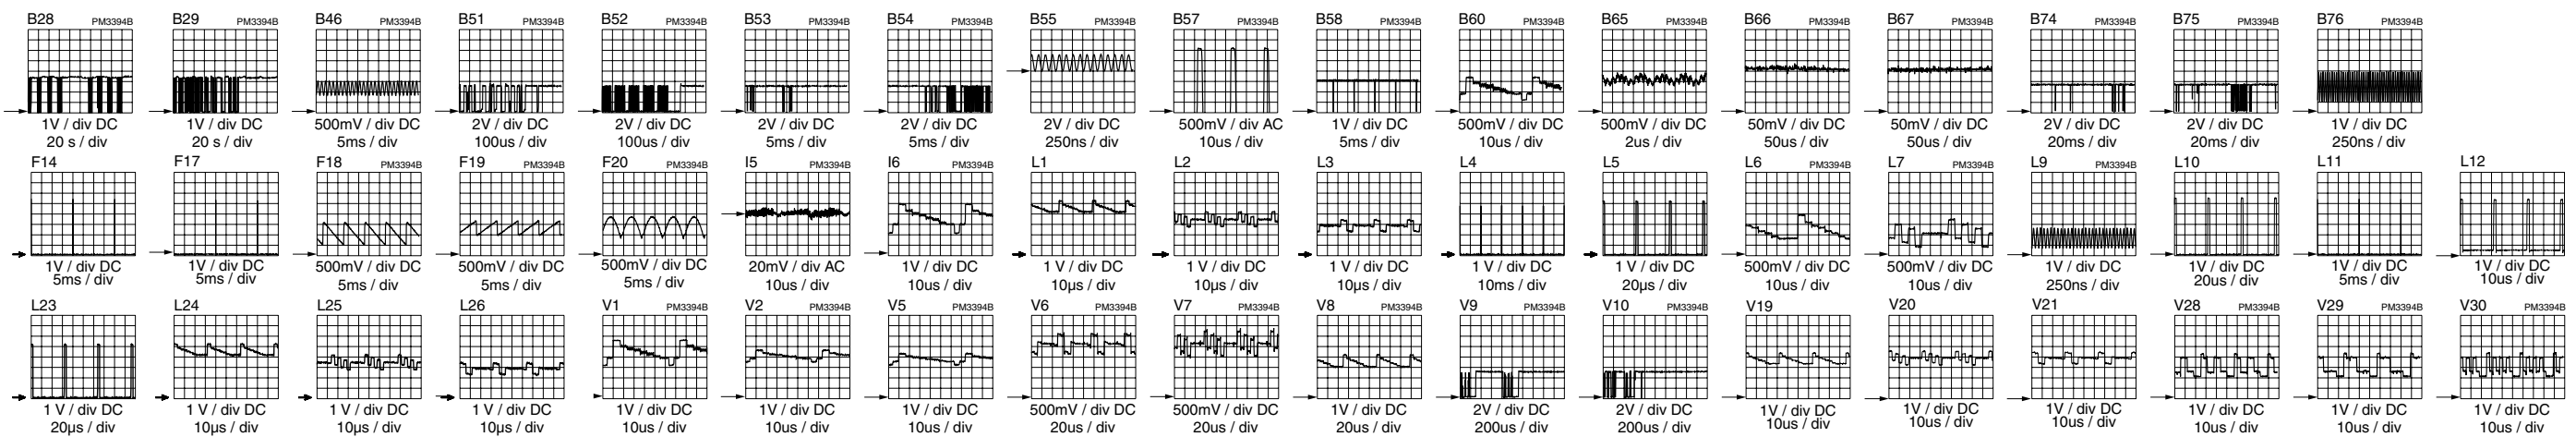 B28 PM3394B B29 PM3394B B46 PM3394B B51 PM3394B B52 PM3394B B53 PM3394B B54 PM3394B B55 PM3394B B57 PM3394B B58 PM3394B B60 PM3394B B65 PM3394B B66 PM3394B B67 PM3394B B74 PM3394B B75 PM3394B B76 PM3394B
1V / div DC 1V / div DC 500mV / div DC 2V / div DC 2V / div DC 2V / div DC 2V / div DC 2V / div DC 500mV / div AC 1V / div DC 500mV / div DC 500mV / div DC 50mV / div DC 50mV / div DC 2V / div DC 2V / div DC 1V / div DC
20 s / div 20 s / div 5ms / div 100us / div 100us / div 5ms / div 5ms / div 250ns / div 10us / div 5ms / div 10us / div 2us / div 50us / div 50us / div 20ms / div 20ms / div 250ns / div
F14 PM3394B F17 PM3394B F18 PM3394B F19 PM3394B F20 PM3394B I5 PM3394B I6 PM3394B L1 PM3394B L2 PM3394B L3 PM3394B L4 PM3394B L5 PM3394B L6 PM3394B L7 PM3394B L9 PM3394B L10 PM3394B L11 PM3394B L12 PM3394B
1V / div DC 1V / div DC 500mV / div DC 500mV / div DC 500mV / div DC 20mV / div AC 1V / div DC 1 V / div DC 1 V / div DC 1 V / div DC 1 V / div DC 1 V / div DC 500mV / div DC 500mV / div DC 1V / div DC 1V / div DC 1V / div DC 1V / div DC
5ms / div 5ms / div 5ms / div 5ms / div 5ms / div 10us / div 10us / div 10µs / div 10µs / div 10µs / div 10ms / div 20µs / div 10us / div 10us / div 250ns / div 20us / div 5ms / div 10us / div
L23 PM3394B L24 PM3394B L25 PM3394B L26 PM3394B V1 PM3394B V2 PM3394B V5 PM3394B V6 PM3394B V7 PM3394B V8 PM3394B V9 PM3394B V10 PM3394B V19 PM3394B V20 PM3394B V21 PM3394B V28 PM3394B V29 PM3394B V30 PM3394B
1 V / div DC 1 V / div DC 1 V / div DC 1 V / div DC 1V / div DC 1V / div DC 1V / div DC 500mV / div DC 500mV / div DC 1V / div DC 2V / div DC 2V / div DC 1V / div DC 1V / div DC 1V / div DC 1V / div DC 1V / div DC 1V / div DC
20µs / div 10µs / div 10µs / div 10µs / div 10us / div 10us / div 10us / div 20us / div 20us / div 20us / div 200us / div 200us / div 10us / div 10us / div 10us / div 10us / div 10us / div 10us / div